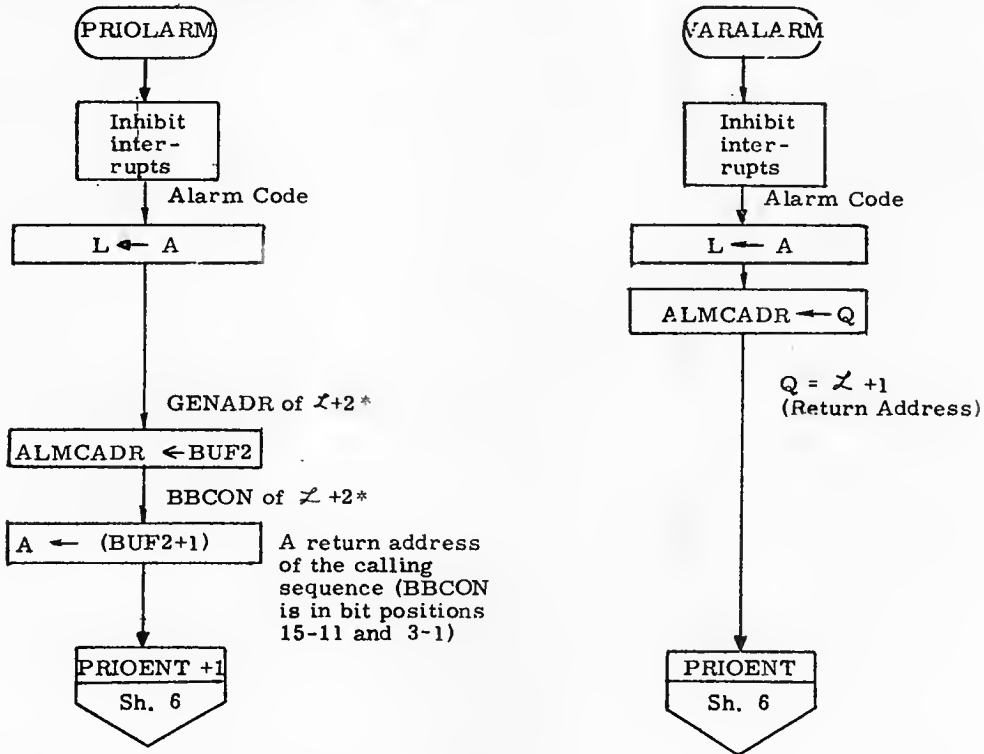 PRIOLARM
Inhibit
inter-
rupts
Alarm Code
L ← A
GENADR of ℒ+2*
ALMCADR ← BUF2
BBCON of ℒ +2*
A ← (BUF2+1)
A return address
of the calling
sequence (BBCON
is in bit positions
15-11 and 3-1)
PRIOENT +1
Sh. 6
VARALARM
Inhibit
inter-
rupts
Alarm Code
L ← A
ALMCADR ← Q
Q = ℒ +1
(Return Address)
PRIOENT
Sh. 6